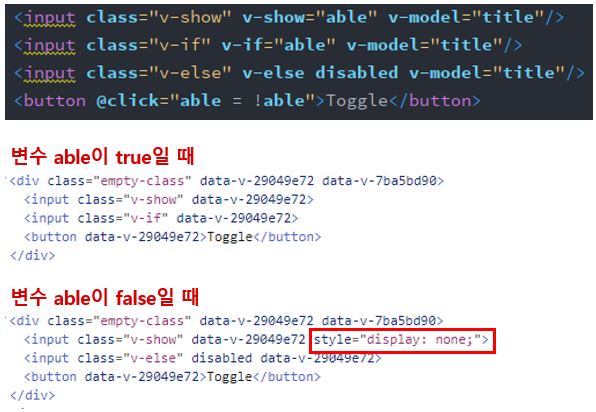 <input class="v-show" v-show="able" v-model="title"/>
<input class="v-if" v-if="able" v-model="title"/>
<input class="v-else" v-else disabled v-model="title"/>
<button @click="able = !able">Toggle</button>
변수 able이 true일 때
<div class="empty-class" data-v-29049e72 data-v-7ba5bd90>
<input class="v-show" data-v-29049e72>
<input class="v-if" data-v-29049e72>
<button data-v-29049e72>Toggle</button>
</div>
변수 able이 false일 때
<div class="empty-class" data-v-29049e72 data-v-7ba5bd90>
<input class="v-show" data-v-29049e72 style="display: none;">
<input class="v-else" disabled data-v-29049e72>
<button data-v-29049e72>Toggle</button>
</div>